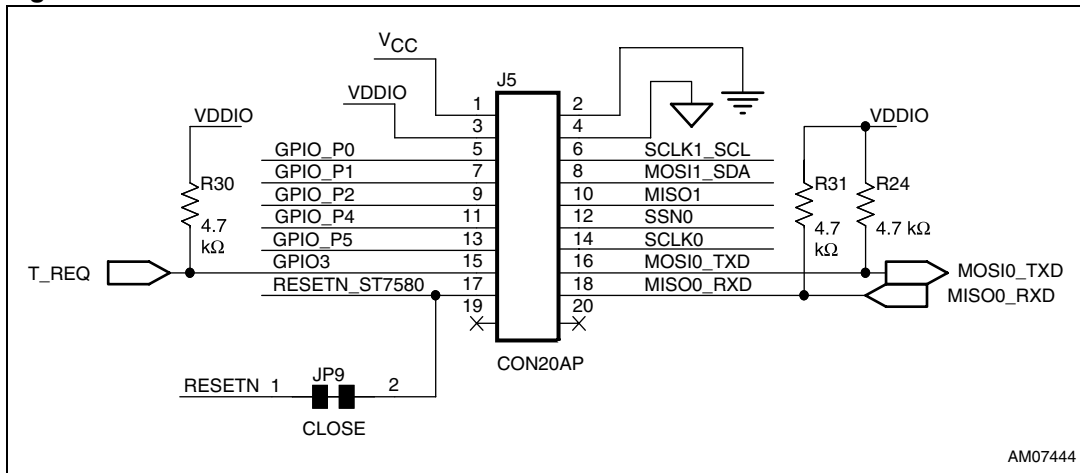 VCC
J5
VDDIO
1
2
VDDIO
3
4
VDDIO
GPIO_P0
5
6
SCLK1_SCL
GPIO_P1
7
8
MOSI1_SDA
R30
GPIO_P2
9
10
MISO1
R31
R24
4.7
kΩ
GPIO_P4
11
12
SSN0
4.7
kΩ
4.7 kΩ
GPIO_P5
13
14
SCLK0
T_REQ
GPIO3
15
16
MOSI0_TXD
MOSI0_TXD
RESETN_ST7580
17
18
MISO0_RXD
MISO0_RXD
19
20
CON20AP
RESETN
1
JP9
2
CLOSE
AM07444